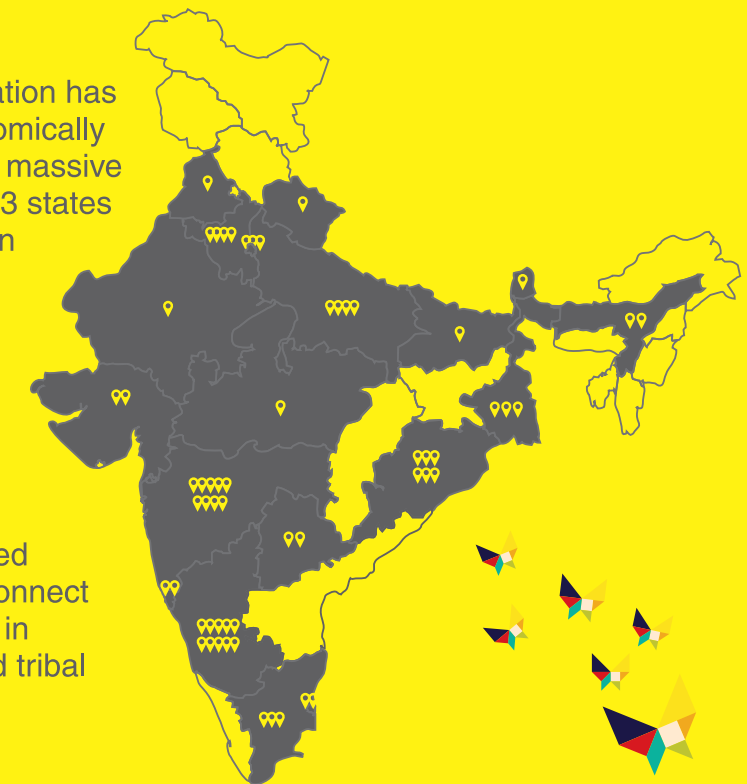 ation has
omically
massive
3 states
n
ed
onnect
in
d tribal